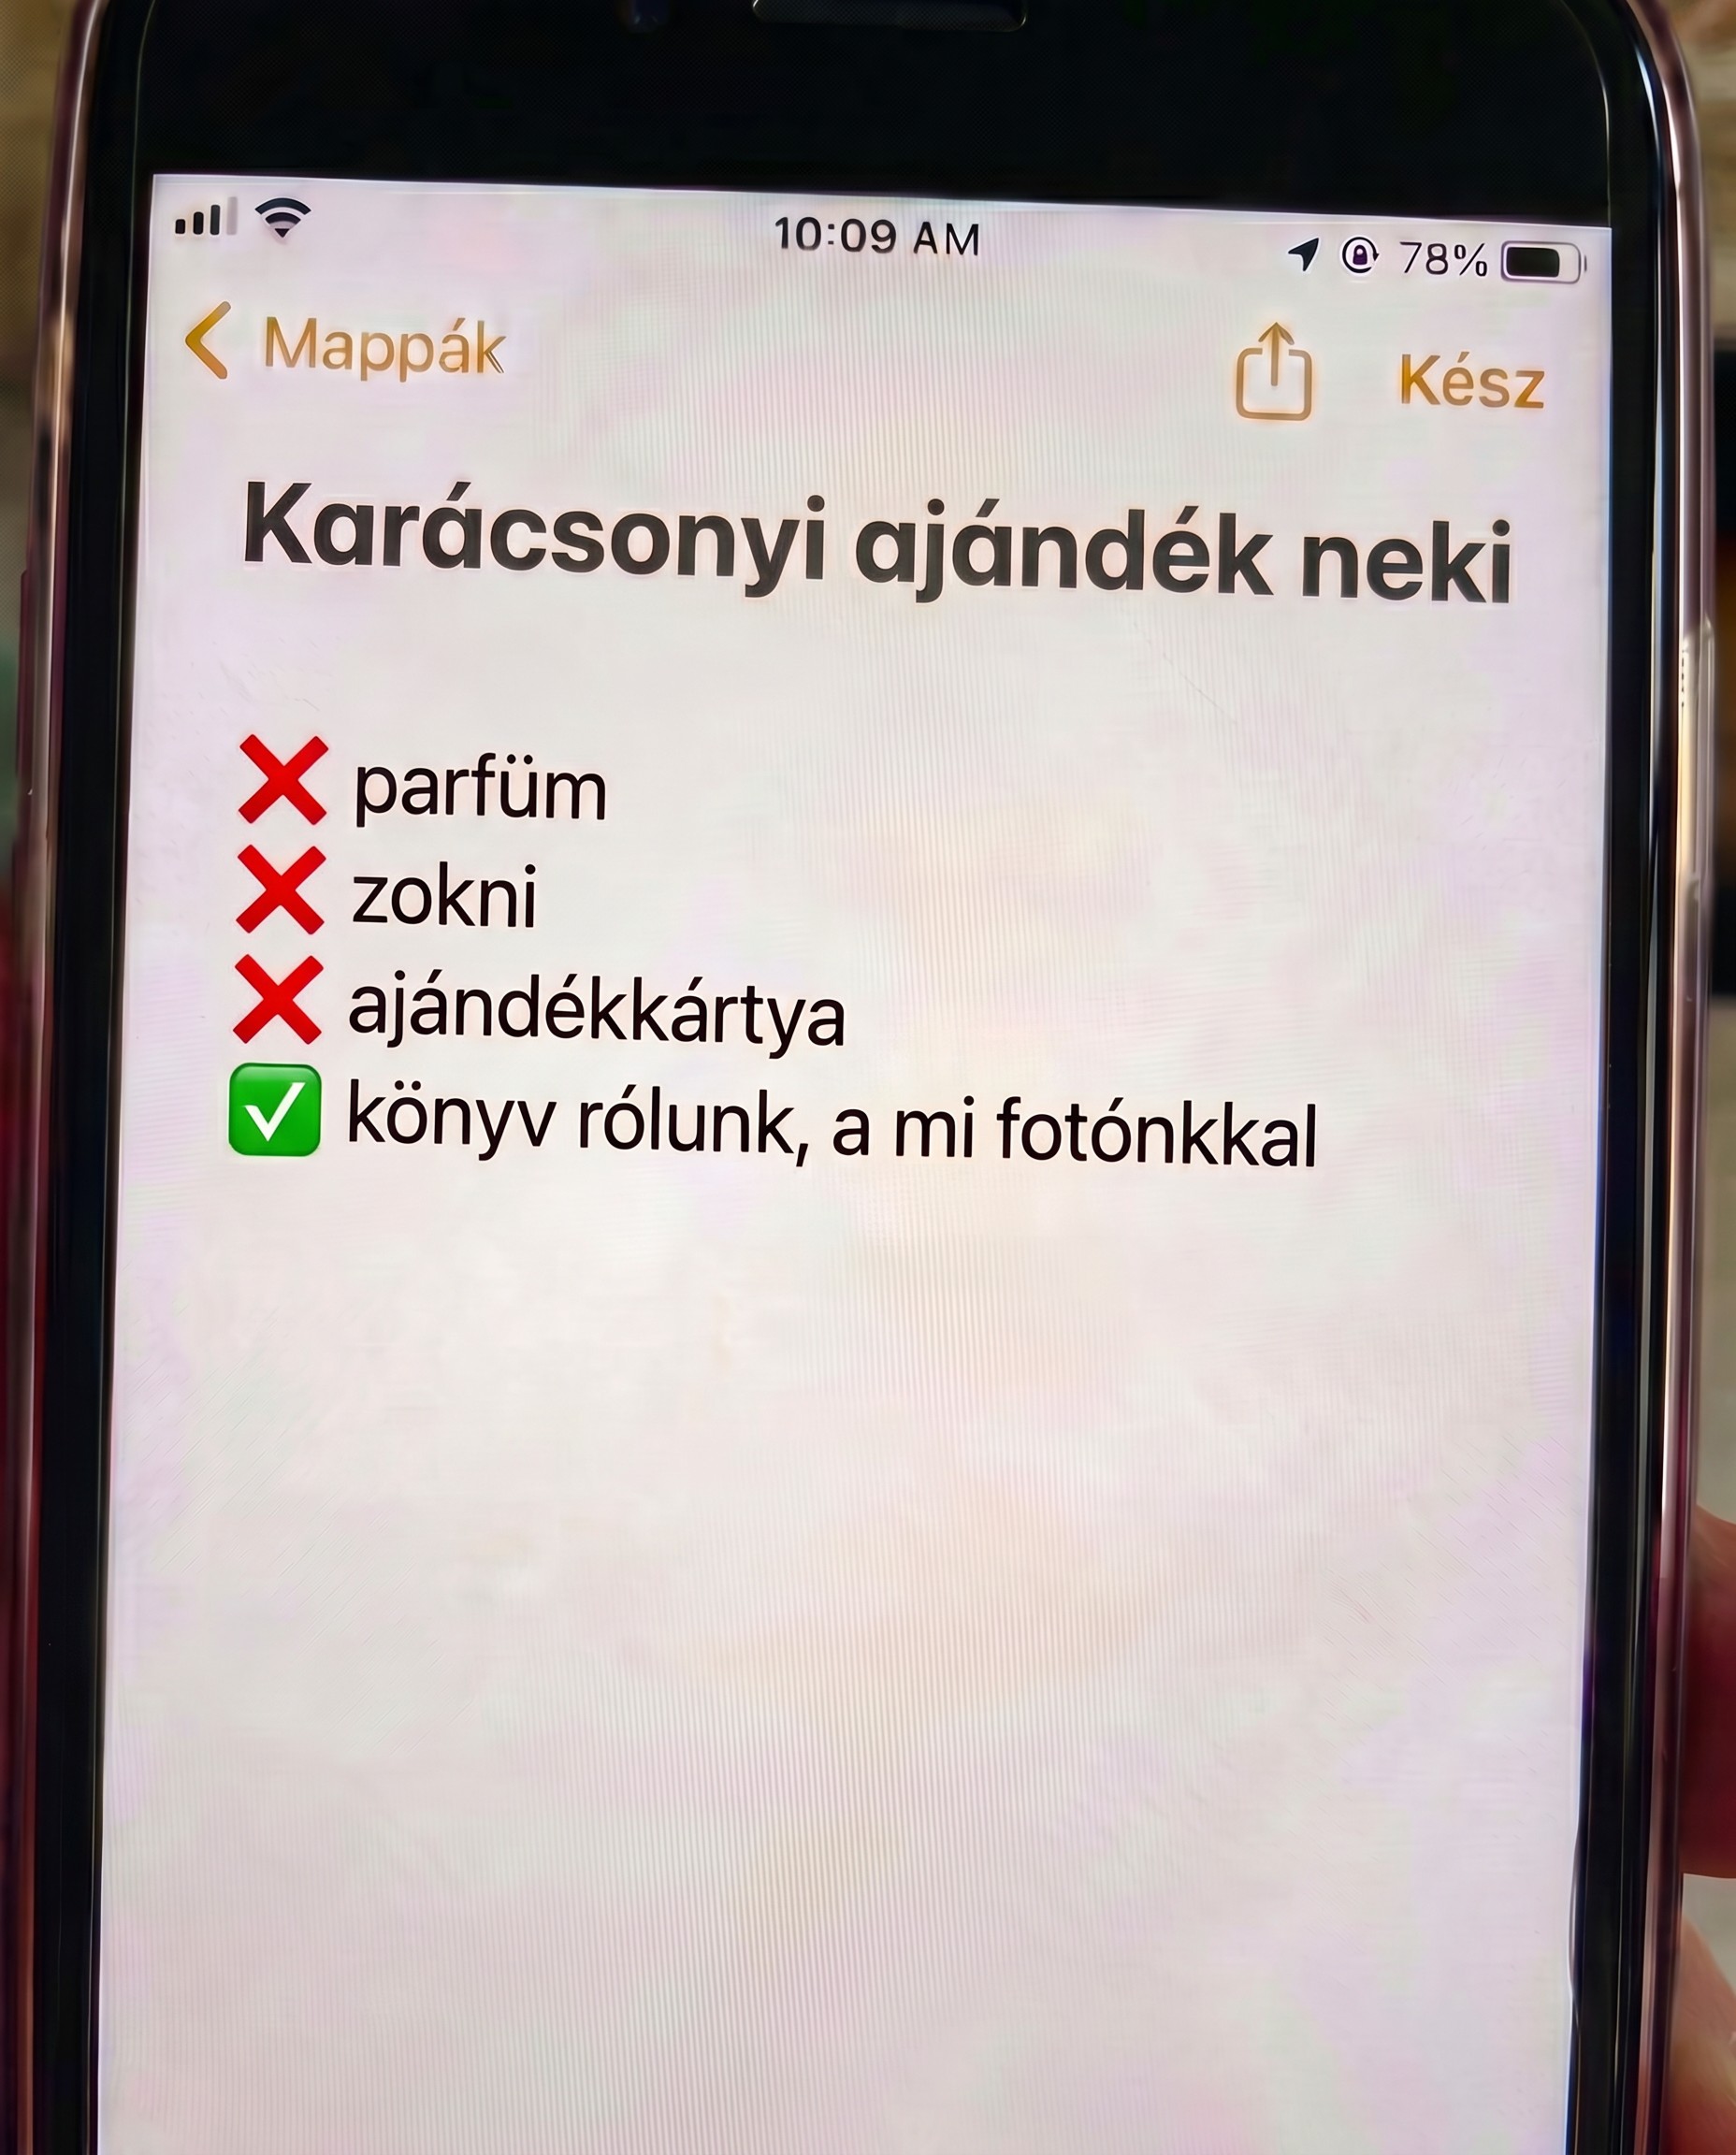 10:09 AM
78%
Mappák
Kész
Karácsonyi ajándék neki
❌ parfüm
❌ zokni
❌ ajándékkártya
✅ könyv rólunk, a mi fotónkkal